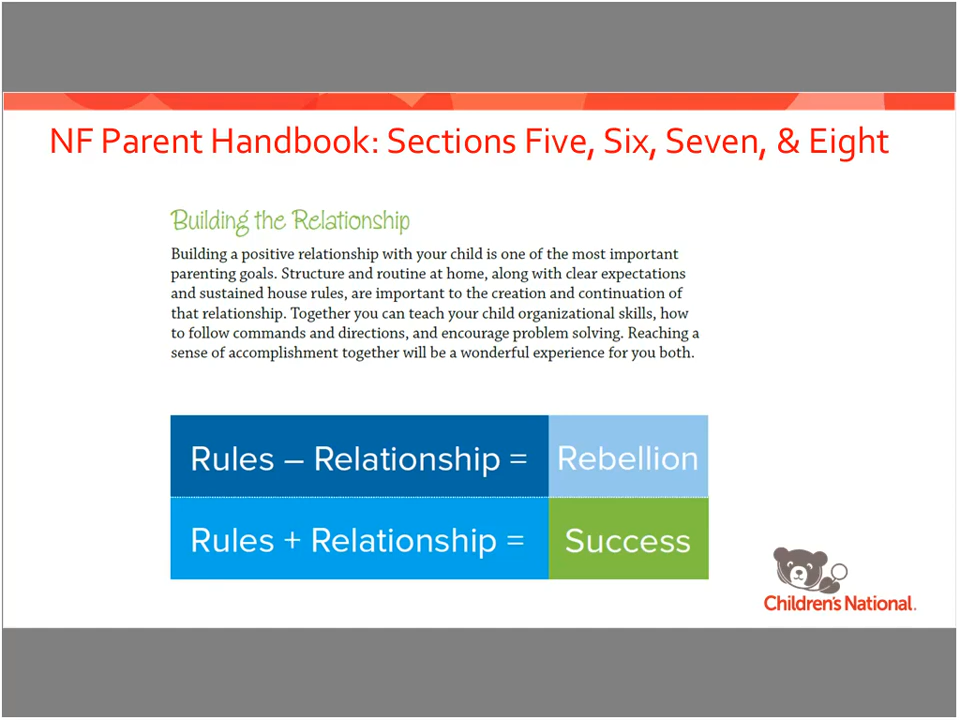 NF Parent Handbook: Sections Five, Six, Seven, & Eight
Building the Relationship
Building a positive relationship with your child is one of the most important
parenting goals. Structure and routine at home, along with clear expectations
and sustained house rules, are important to the creation and continuation of
that relationship. Together you can teach your child organizational skills, how
to follow commands and directions, and encourage problem solving. Reaching a
sense of accomplishment together will be a wonderful experience for you both.
Rules – Relationship = Rebellion
Rules + Relationship = Success
Children's National.